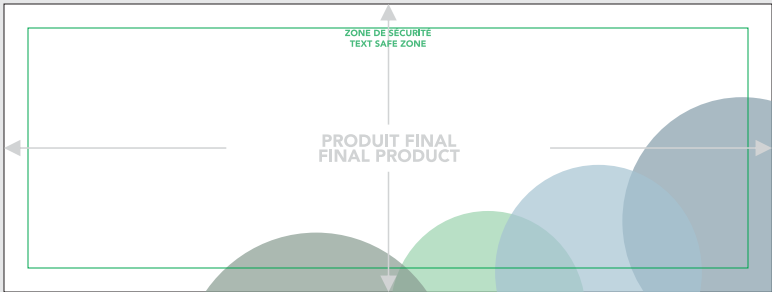 ZONE DE SÉCURITÉ
TEXT SAFE ZONE
PRODUIT FINAL
FINAL PRODUCT